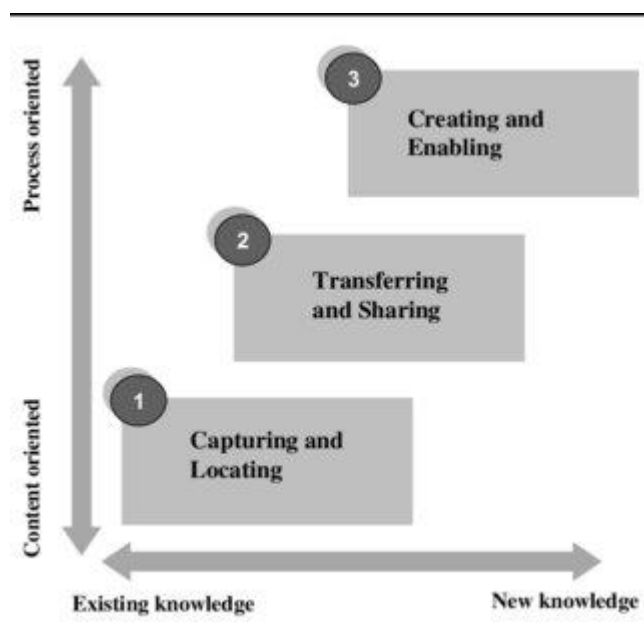 Process oriented
3
Creating and
Enabling
2
Transferring
and Sharing
Content oriented
1
Capturing and
Locating
Existing knowledge
New knowledge